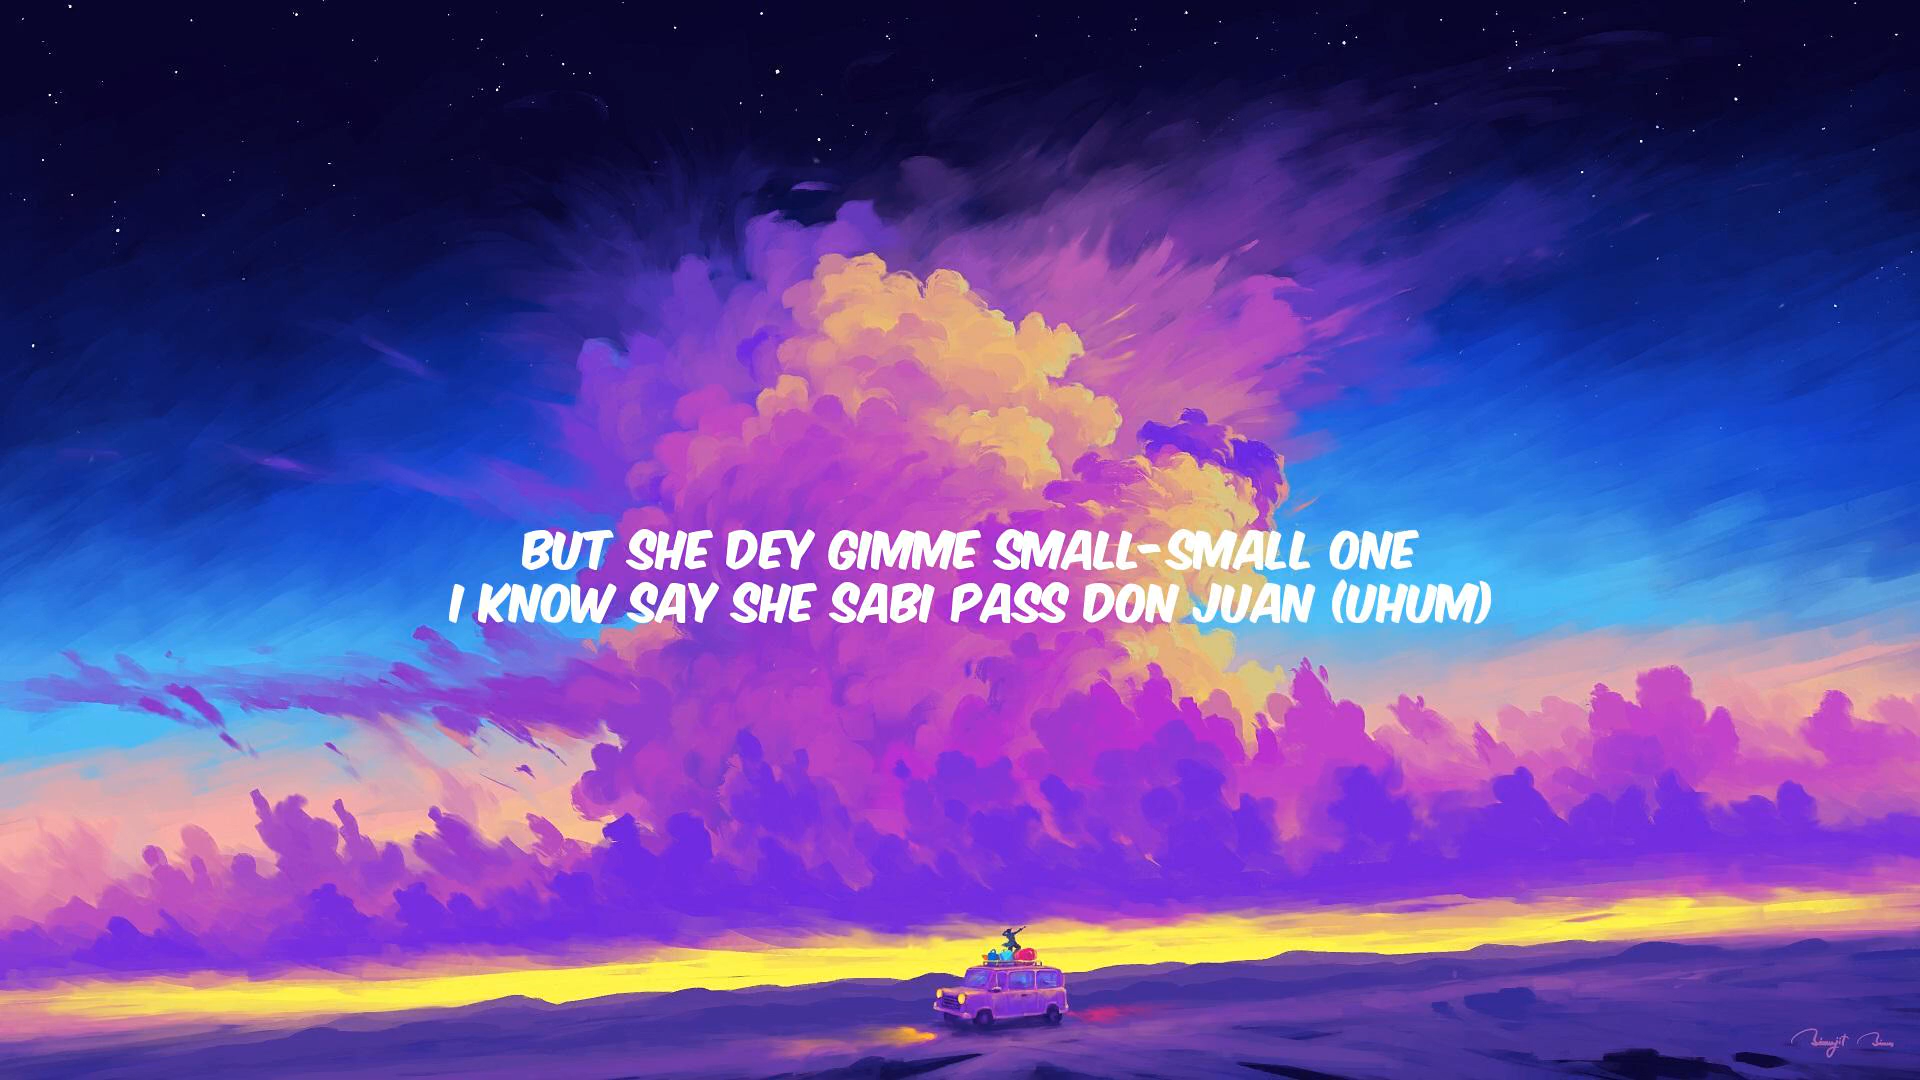 BUT SHE DEY GIMME SMALL-SMALL ONE
I KNOW SAY SHE SABI PASS DON JUAN (UHUM)